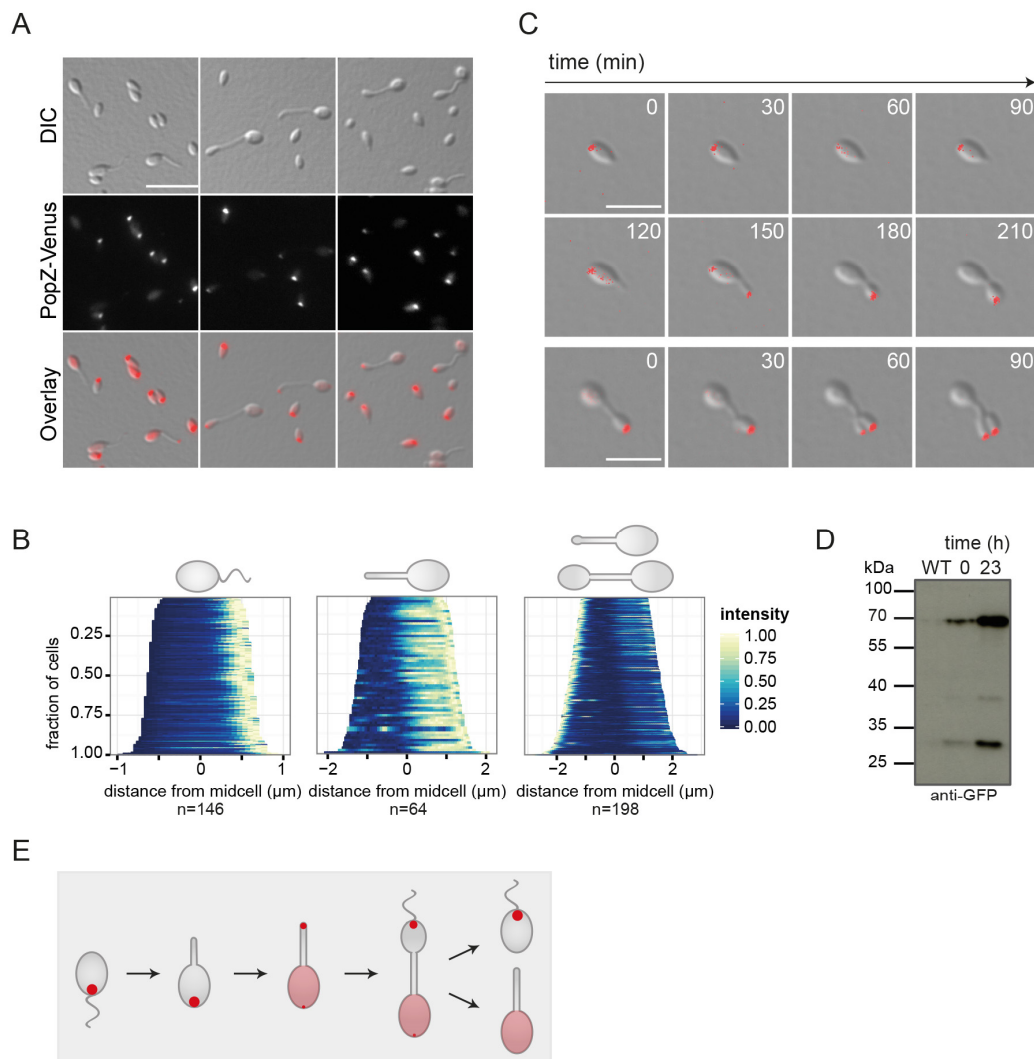 A
DIC
PopZ-Venus
Overlay
C
time (min)
0 30 60 90
120 150 180 210
0 30 60 90
B
fraction of cells
0.25
0.50
0.75
1.00
−1 0 1
distance from midcell (µm)
n=146
−2 0 2
distance from midcell (µm)
n=64
−2 0 2
distance from midcell (µm)
n=198
intensity
1.00
0.75
0.50
0.25
0.00
D
time (h)
kDa WT 0 23
100
70
55
40
35
25
anti-GFP
E